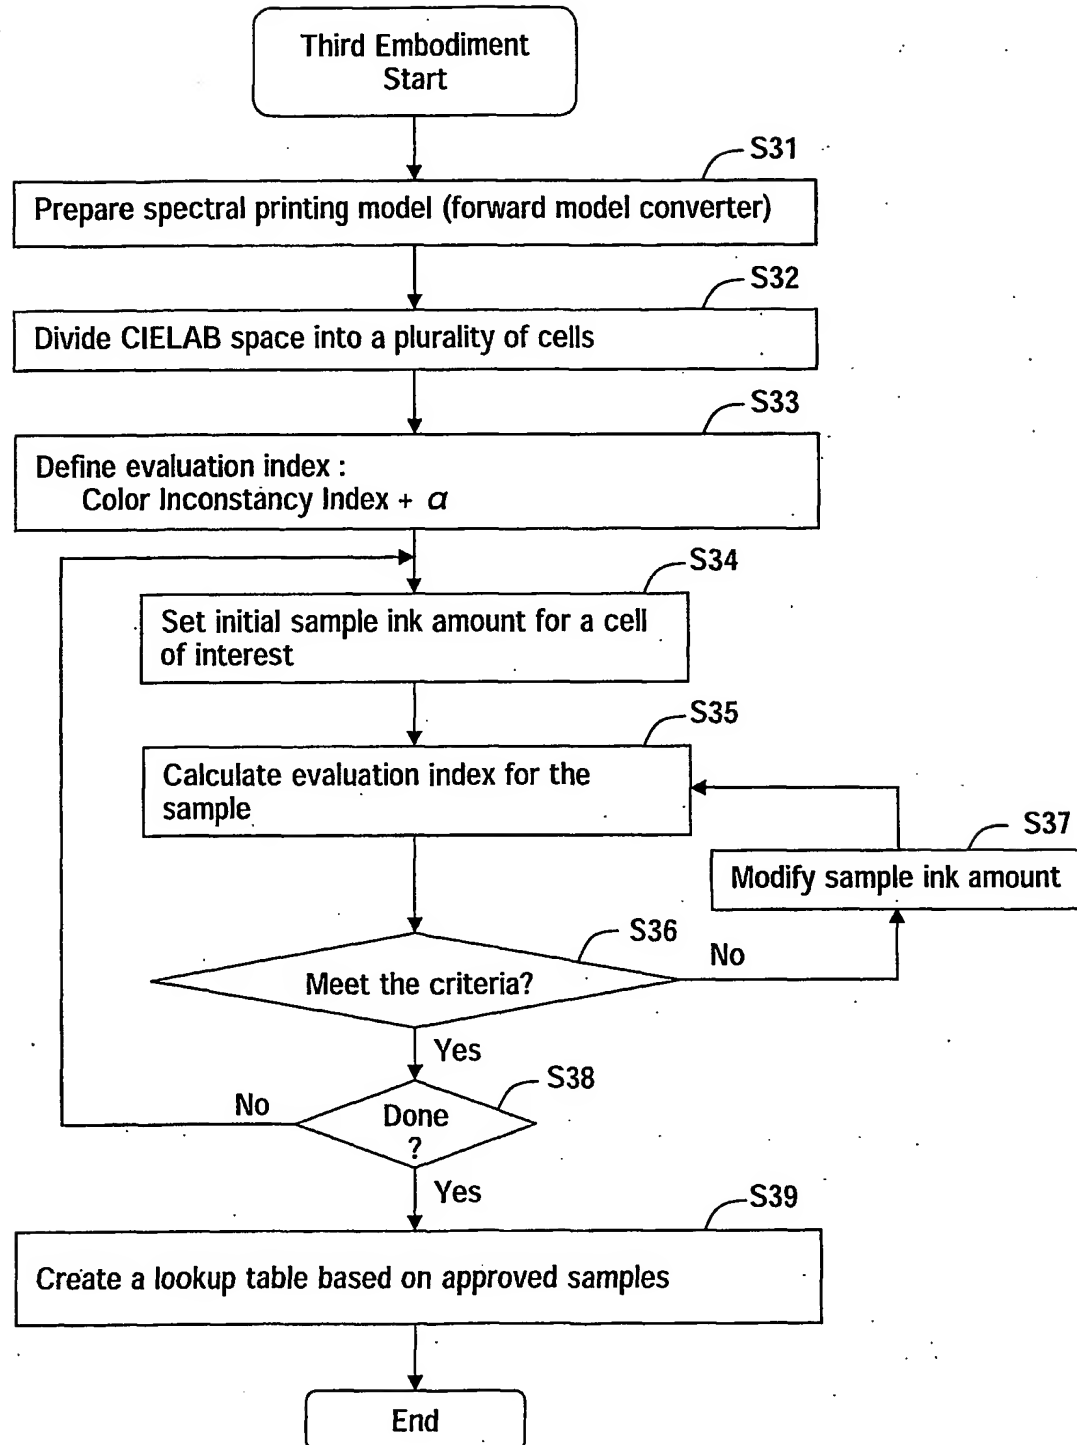 Third Embodiment
Start
S31
Prepare spectral printing model (forward model converter)
S32
Divide CIELAB space into a plurality of cells
S33
Define evaluation index :
Color Inconstancy Index + α
S34
Set initial sample ink amount for a cell
of interest
S35
Calculate evaluation index for the
sample
S37
Modify sample ink amount
S36
Meet the criteria?
No
Yes
S38
Done
?
No
Yes
S39
Create a lookup table based on approved samples
End